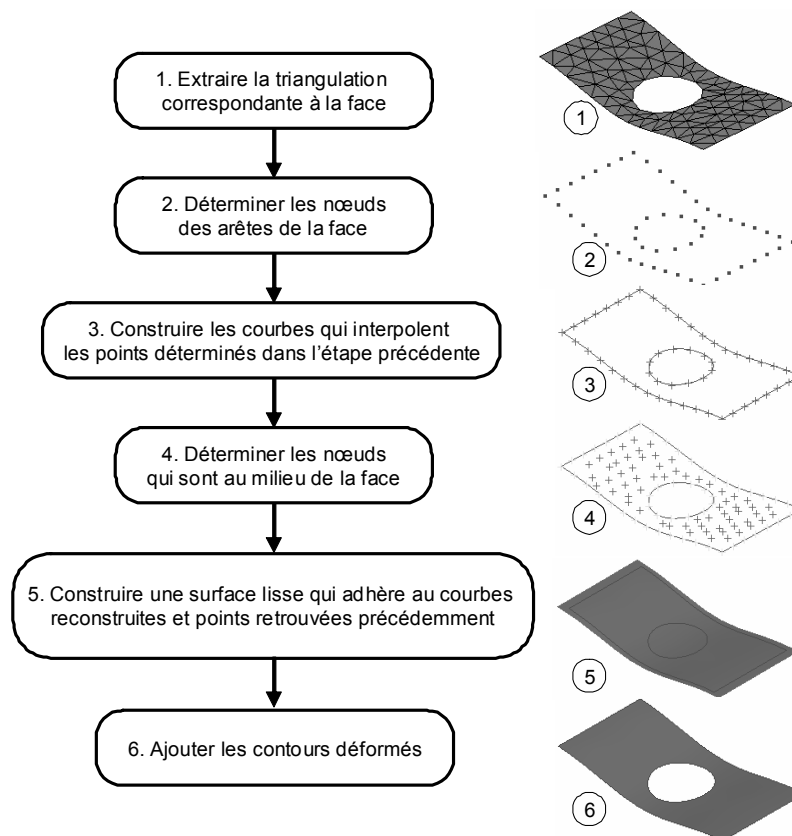 1. Extraire la triangulation
correspondante à la face
2. Déterminer les nœuds
des arêtes de la face
3. Construire les courbes qui interpolent
les points déterminés dans l'étape précédente
4. Déterminer les nœuds
qui sont au milieu de la face
5. Construire une surface lisse qui adhère au courbes
reconstruites et points retrouvées précédemment
6. Ajouter les contours déformés
1
2
3
4
5
6